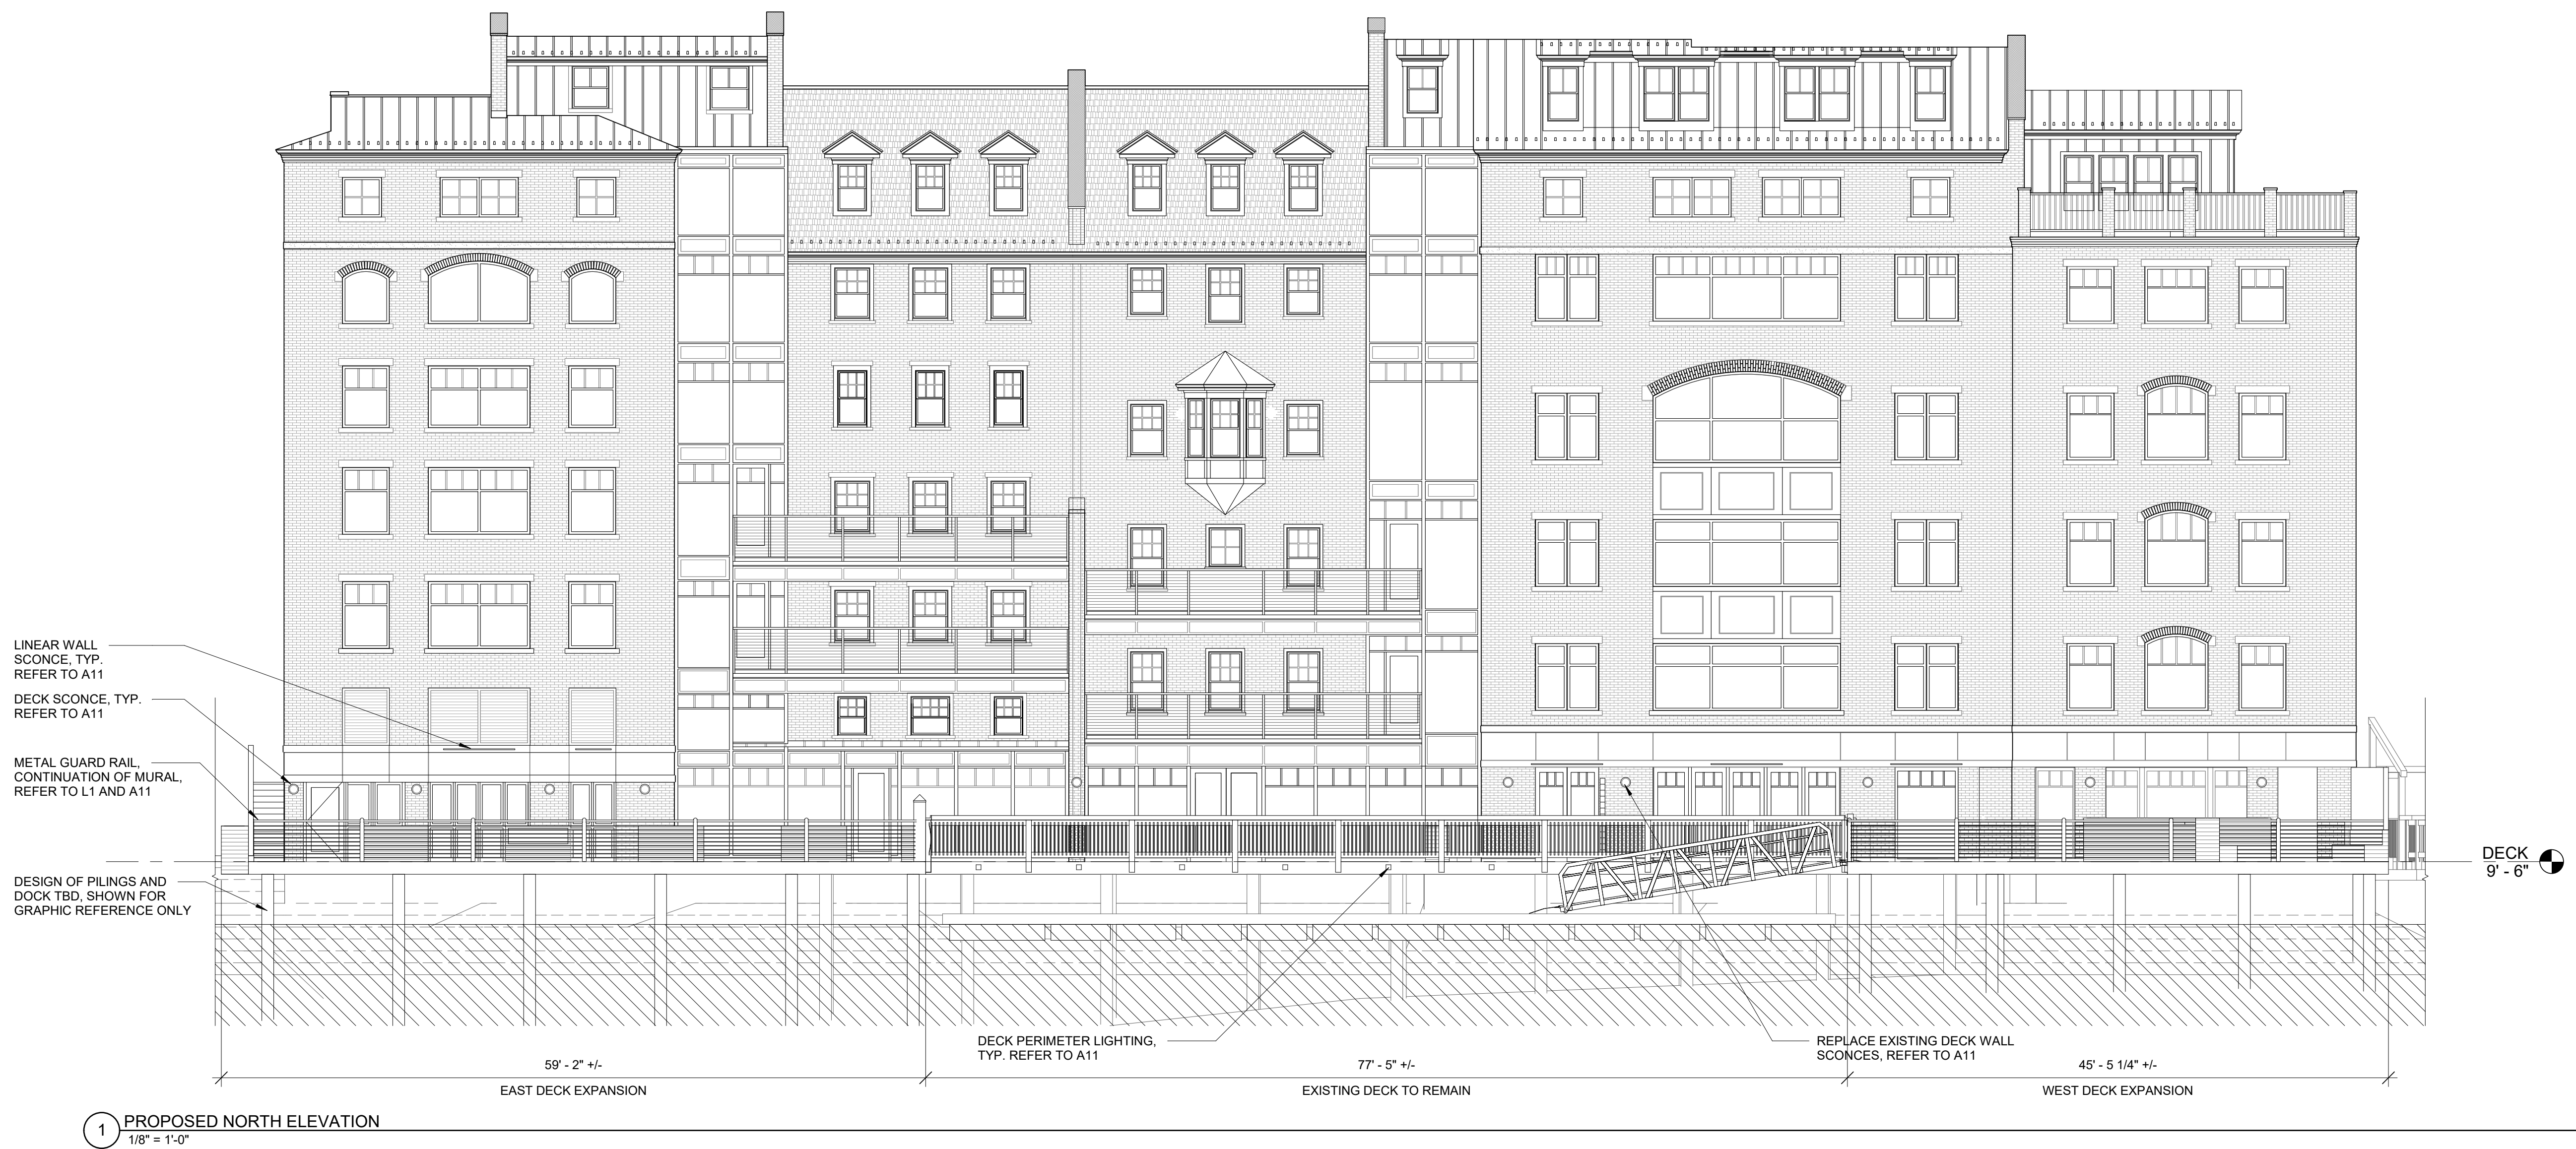 LINEAR WALL
SCONCE, TYP.
REFER TO A11
DECK SCONCE, TYP.
REFER TO A11
METAL GUARD RAIL,
CONTINUATION OF MURAL,
REFER TO L1 AND A11
DESIGN OF PILINGS AND
DOCK TBD, SHOWN FOR
GRAPHIC REFERENCE ONLY
DECK
9' - 6"
DECK PERIMETER LIGHTING,
TYP. REFER TO A11
REPLACE EXISTING DECK WALL
SCONCES, REFER TO A11
59' - 2" +/-
77' - 5" +/-
45' - 5 1/4" +/-
EAST DECK EXPANSION
EXISTING DECK TO REMAIN
WEST DECK EXPANSION
1
PROPOSED NORTH ELEVATION
1/8" = 1'-0"